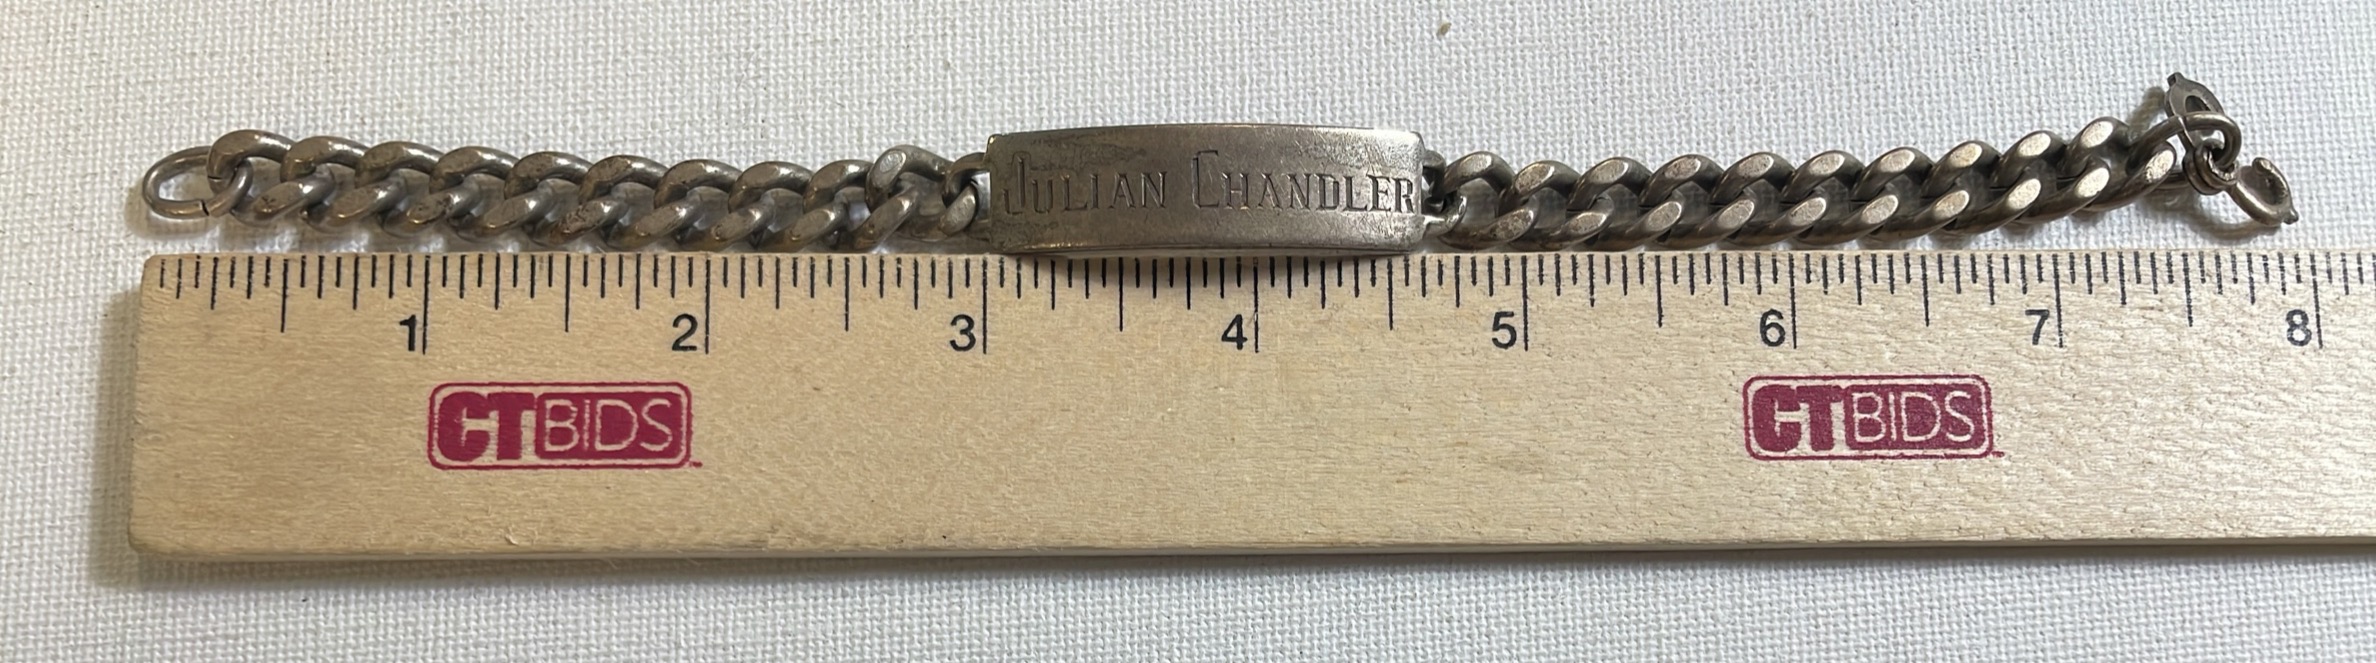 JULIAN CHANDLER
1 2 3 4 5 6 7 8
CTBIDS CTBIDS